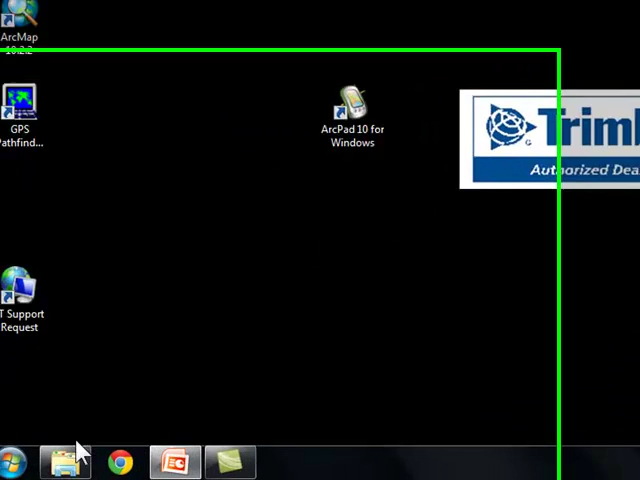 ArcMap
10.2.2
GPS
Pathfind...
ArcPad 10 for
Windows
Trimb
Authorized Dea
T Support
Request